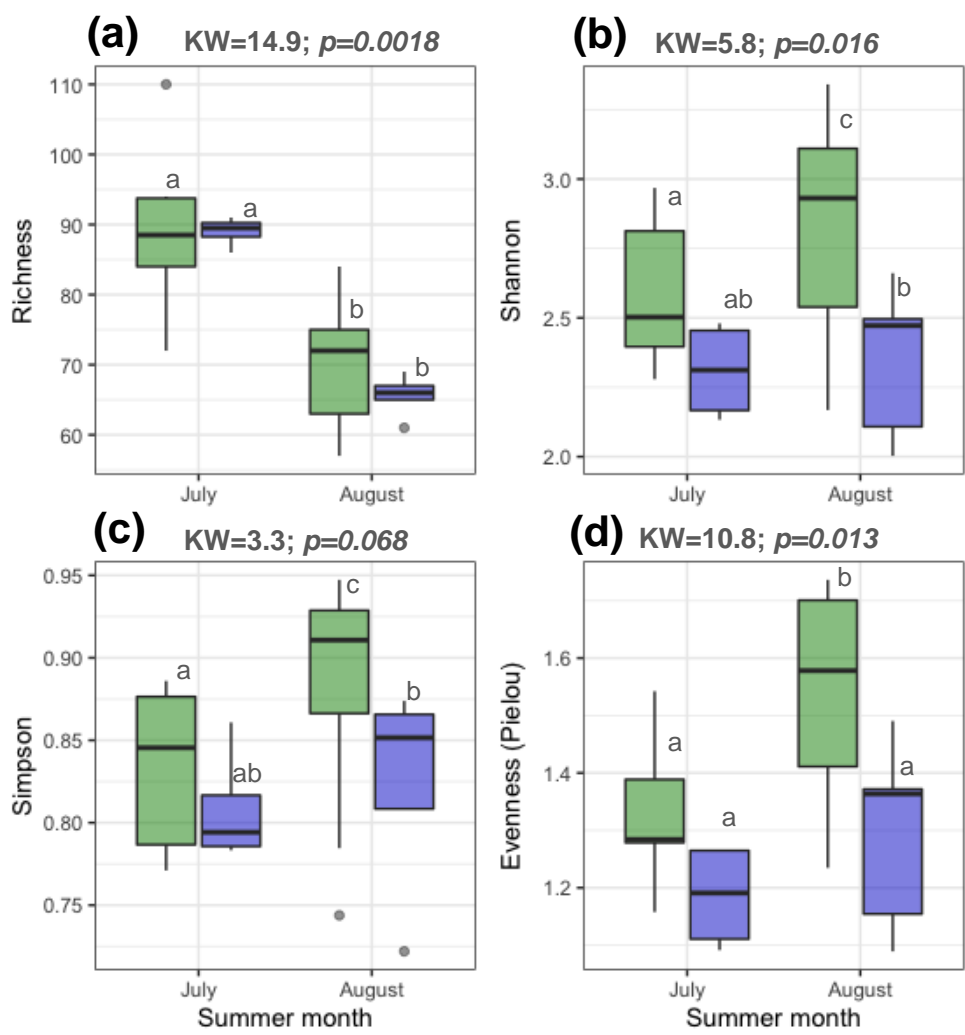 (a) KW=14.9; p=0.0018
110
100
90
80
70
60
Richness
a
a
b
b
July
August
(b) KW=5.8; p=0.016
3.0
2.5
2.0
Shannon
a
ab
c
b
July
August
(c) KW=3.3; p=0.068
0.95
0.90
0.85
0.80
0.75
Simpson
a
ab
c
b
July
August
Summer month
(d) KW=10.8; p=0.013
1.6
1.4
1.2
Evenness (Pielou)
a
a
b
a
July
August
Summer month